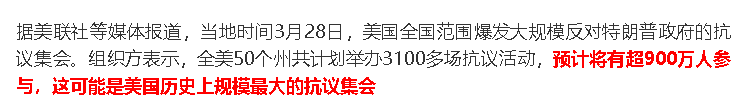 据美联社等媒体报道，当地时间3月28日，美国全国范围爆发大规模反对特朗普政府的抗
议集会。组织方表示，全美50个州共计划举办3100多场抗议活动，预计将有超900万人参
与，这可能是美国历史上规模最大的抗议集会